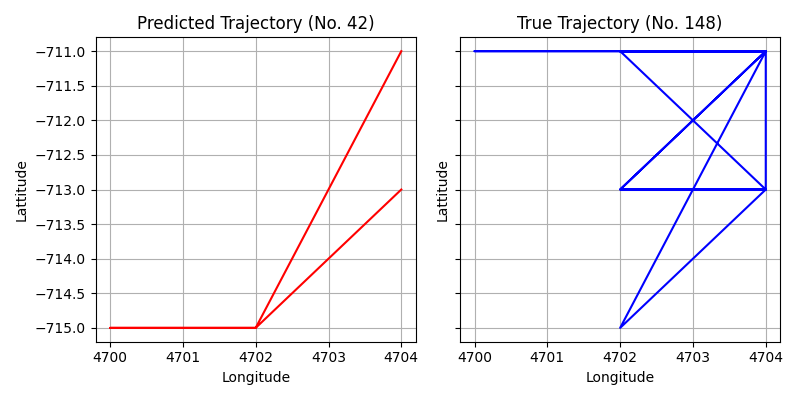 Predicted Trajectory (No. 42)
True Trajectory (No. 148)
−711.0
−711.5
−712.0
−712.5
−713.0
−713.5
−714.0
−714.5
−715.0
Lattitude
Lattitude
4700 4701 4702 4703 4704
4700 4701 4702 4703 4704
Longitude
Longitude